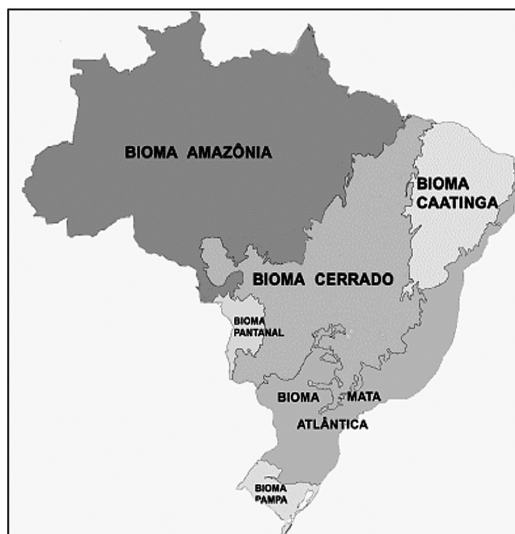 BIOMA AMAZÔNIA
BIOMA
CAATINGA
BIOMA CERRADO
BIOMA
PANTANAL
BIOMA MATA
ATLÂNTICA
BIOMA
PAMPA